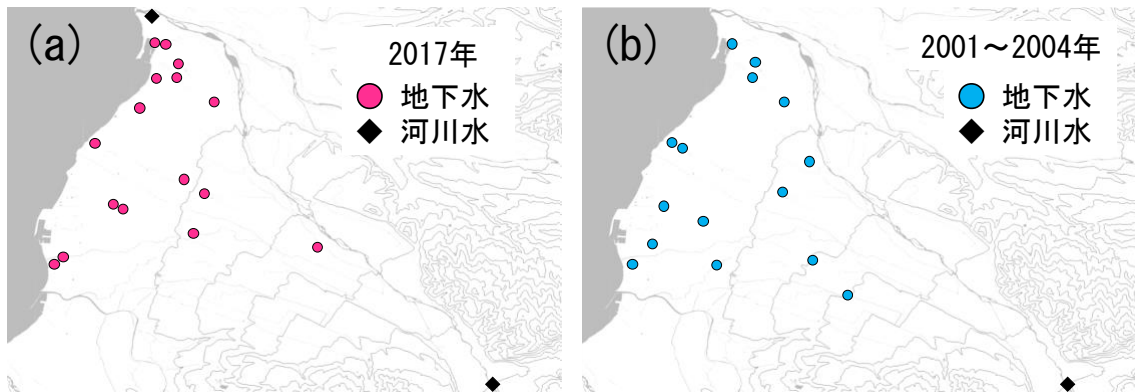 (a)
2017年
地下水
河川水
(b)
2001～2004年
地下水
河川水